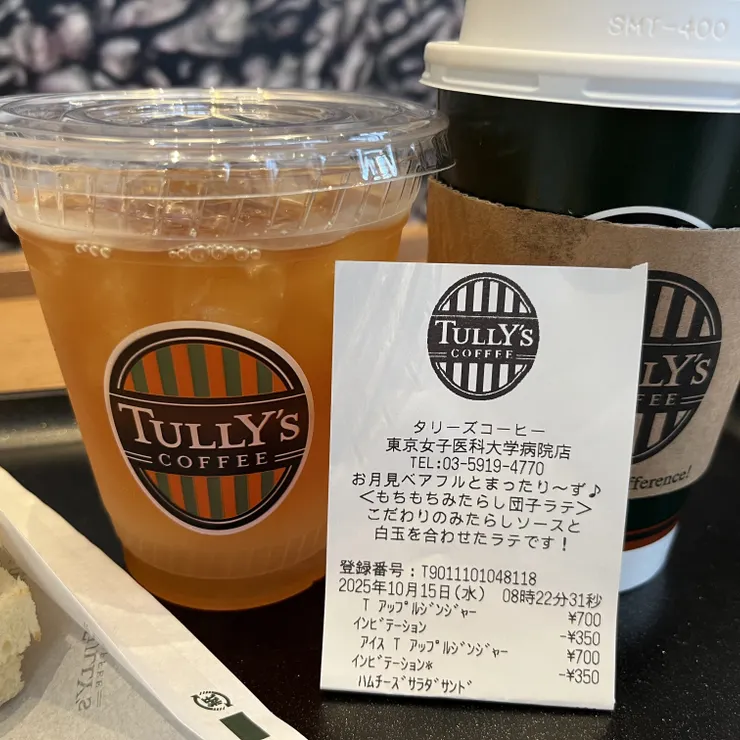 SMT-400
TULLY'S
COFFEE
TULLY'S
COFFEE
タリーズコーヒー
東京女子医科大学病院店
TEL:03-5919-4770
お月見ベアフルとまったり〜ず♪
<もちもちみたらし団子ラテ>
こだわりのみたらしソースと
白玉を合わせたラテです!
登録番号:T9011101048118
2025年10月15日(水) 08時22分31秒
T アップルジンジャー ¥700
インビテーション -¥350
アイス T アップルジンジャー ¥700
インビテーション* -¥350
ハムチーズサラダサンド
LY's
FEE
fference!
COFFEE
TULLY'S